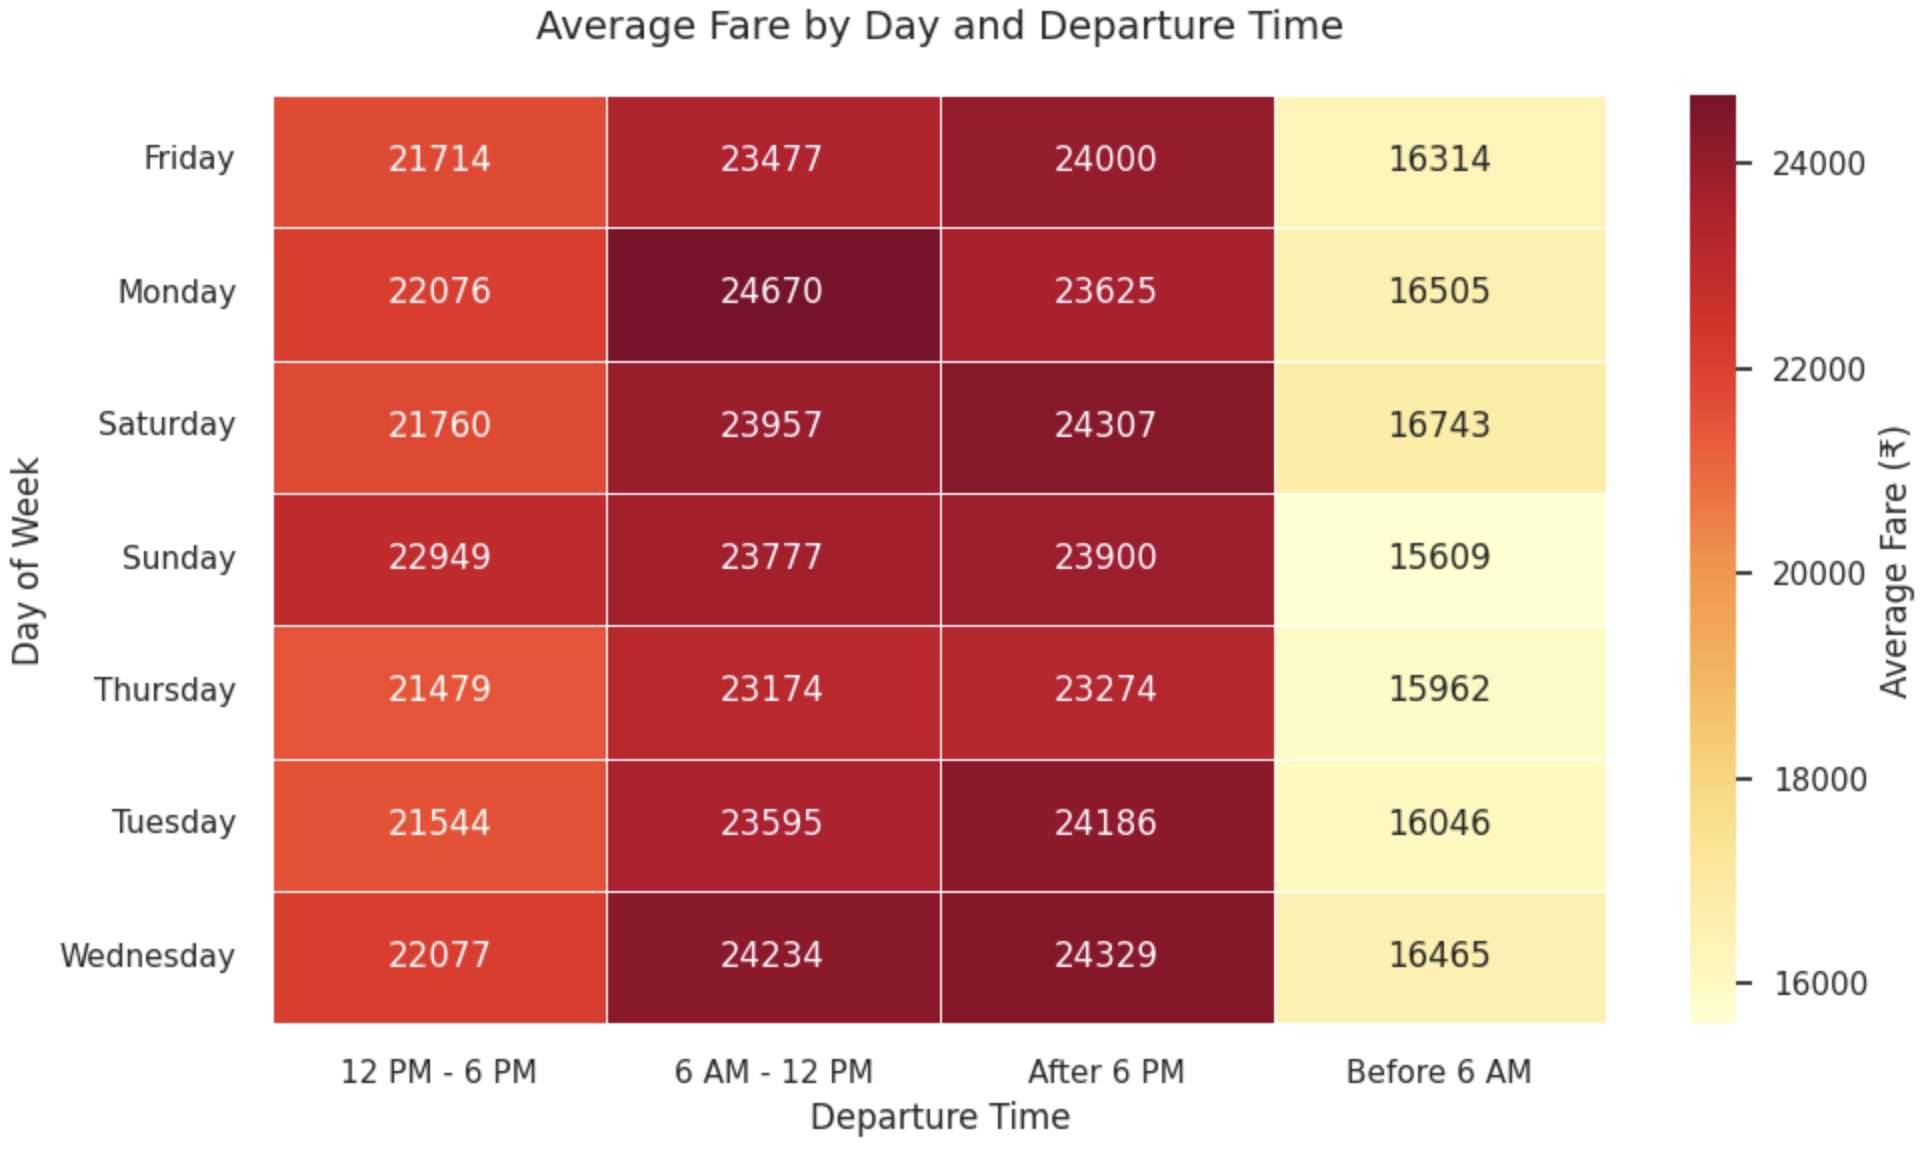 Average Fare by Day and Departure Time
Day of Week
Friday 21714 23477 24000 16314
Monday 22076 24670 23625 16505
Saturday 21760 23957 24307 16743
Sunday 22949 23777 23900 15609
Thursday 21479 23174 23274 15962
Tuesday 21544 23595 24186 16046
Wednesday 22077 24234 24329 16465
12 PM - 6 PM 6 AM - 12 PM After 6 PM Before 6 AM
Departure Time
24000
22000
20000
18000
16000
Average Fare (₹)